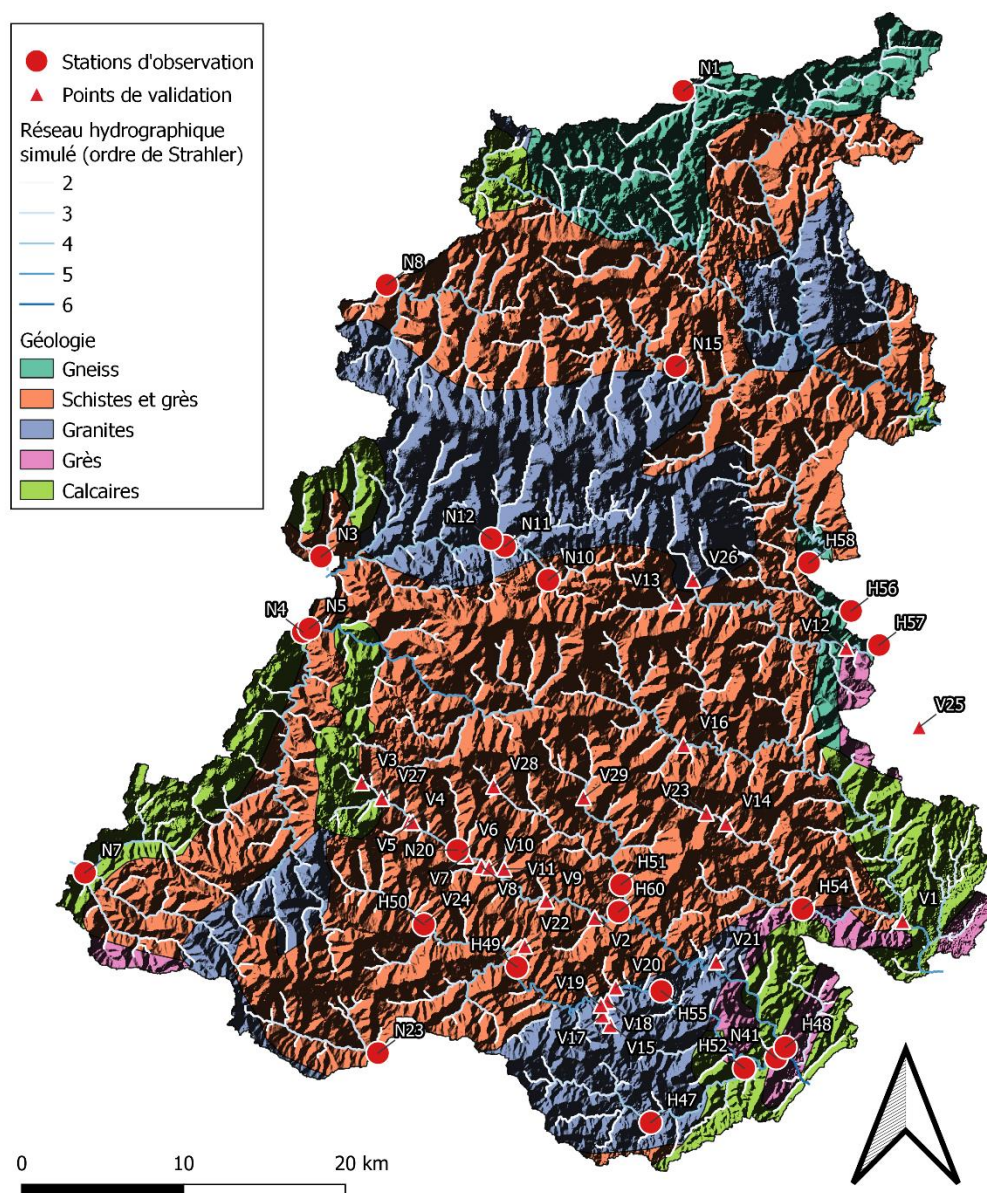 Stations d'observation
Points de validation
Réseau hydrographique
simulé (ordre de Strahler)
2
3
4
5
6
Géologie
Gneiss
Schistes et grès
Granites
Grès
Calcaires
N1
N8
N15
N12
N11
N3
N10
V26
H58
V13
N4
N5
H56
V12
H57
V25
V16
V3
V27
V28
V29
V4
V23
V14
V6
V5
N20
V10
N7
V7
V8
V11
V9
H51
H60
H54
V24
H50
V22
V1
H49
V2
V21
V20
V19
H55
V18
V17
V15
H52
N41
H48
N23
H47
0
10
20 km